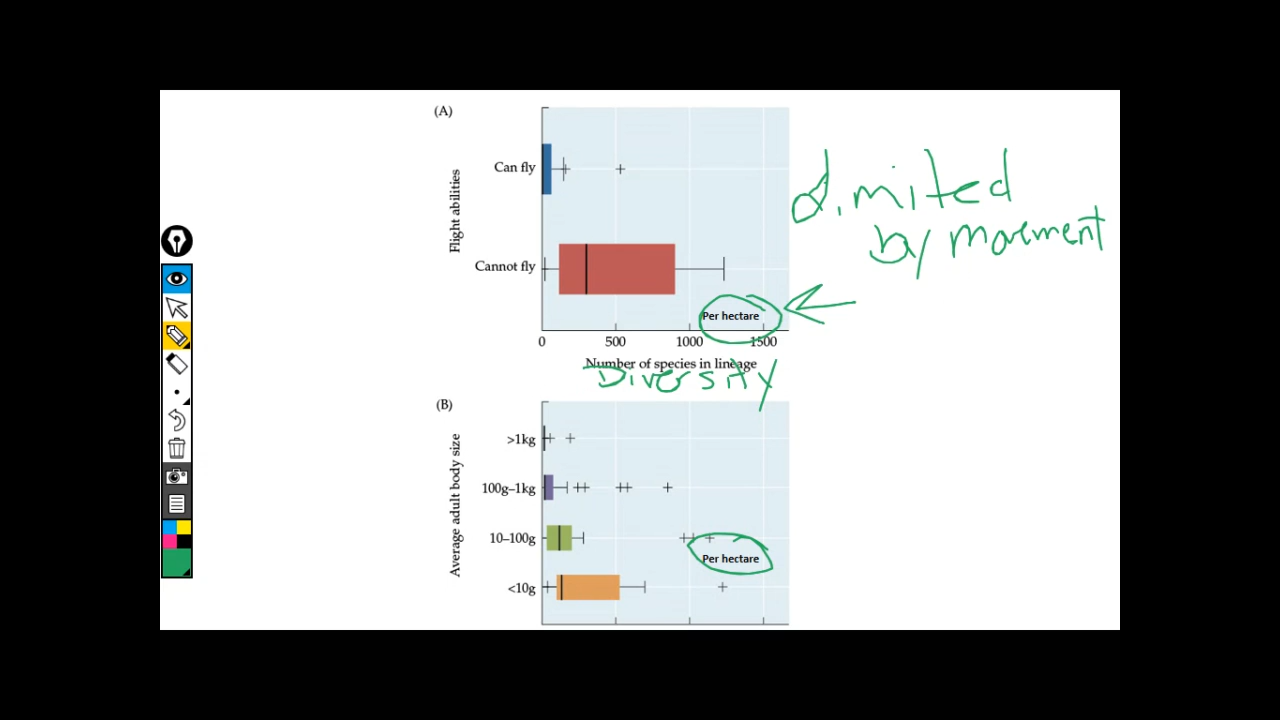 (A)
Flight abilities
Can fly
Cannot fly
Per hectare
0 500 1000 1500
Number of species in lineage
Diversity
by movement
(B)
Average adult body size
>1kg
100g–1kg
10–100g
<10g
Per hectare